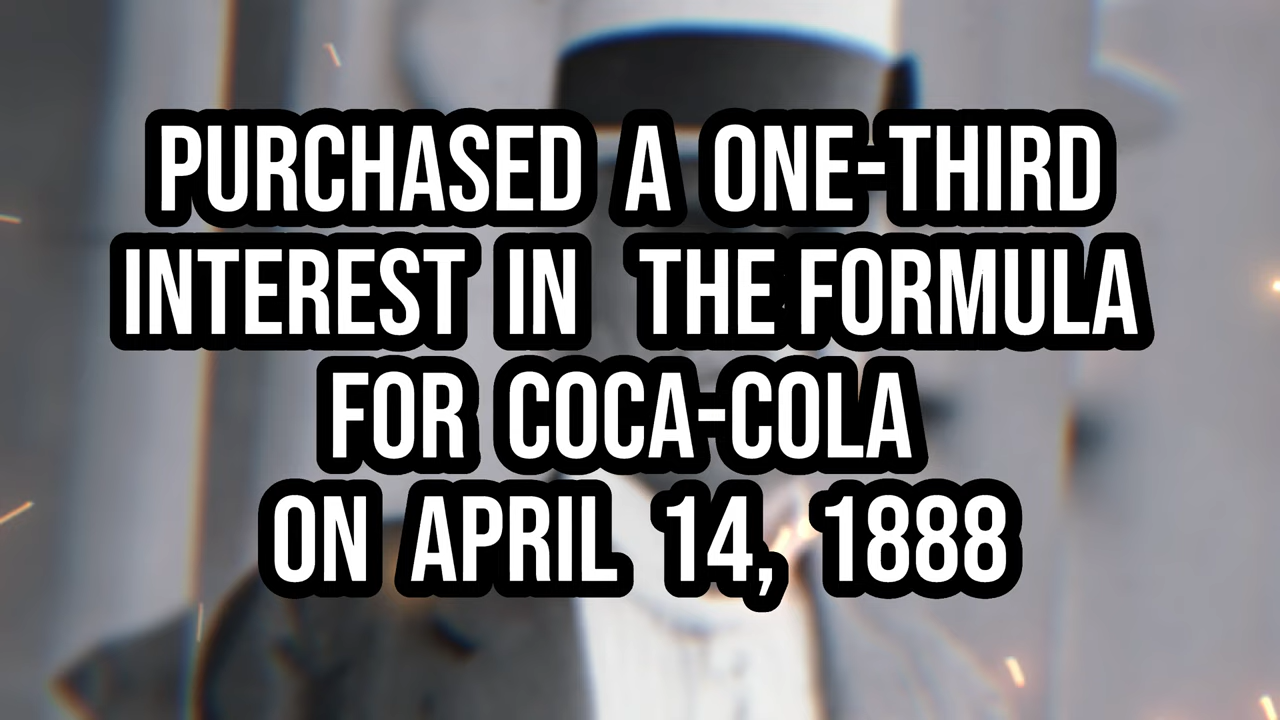 PURCHASED A ONE-THIRD
INTEREST IN THE FORMULA
FOR COCA-COLA
ON APRIL 14, 1888